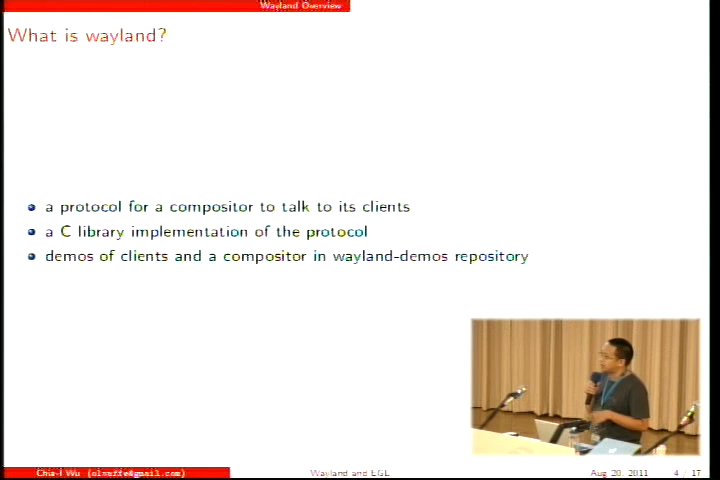 Wayland Overview
What is wayland?
a protocol for a compositor to talk to its clients
a C library implementation of the protocol
demos of clients and a compositor in wayland-demos repository
Chia-I Wu (olvaffe@gmail.com)
Wayland and EGL
Aug 20, 2011
4 / 17